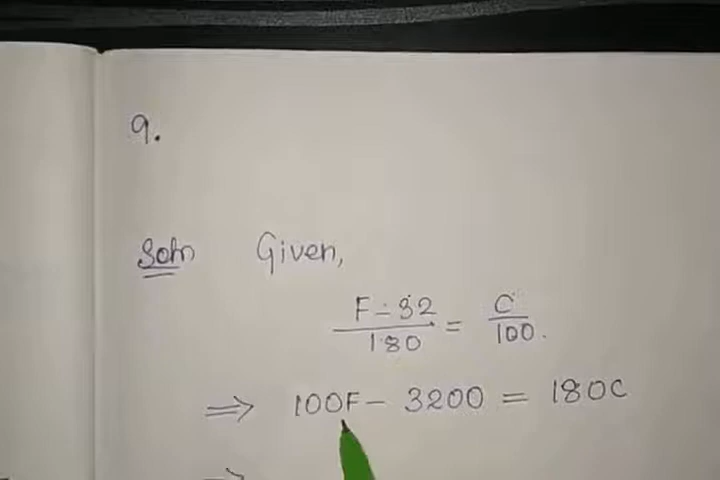 9.
Soln Given,
F-32/180 = C/100.
⇒ 100F - 3200 = 180C
⇒